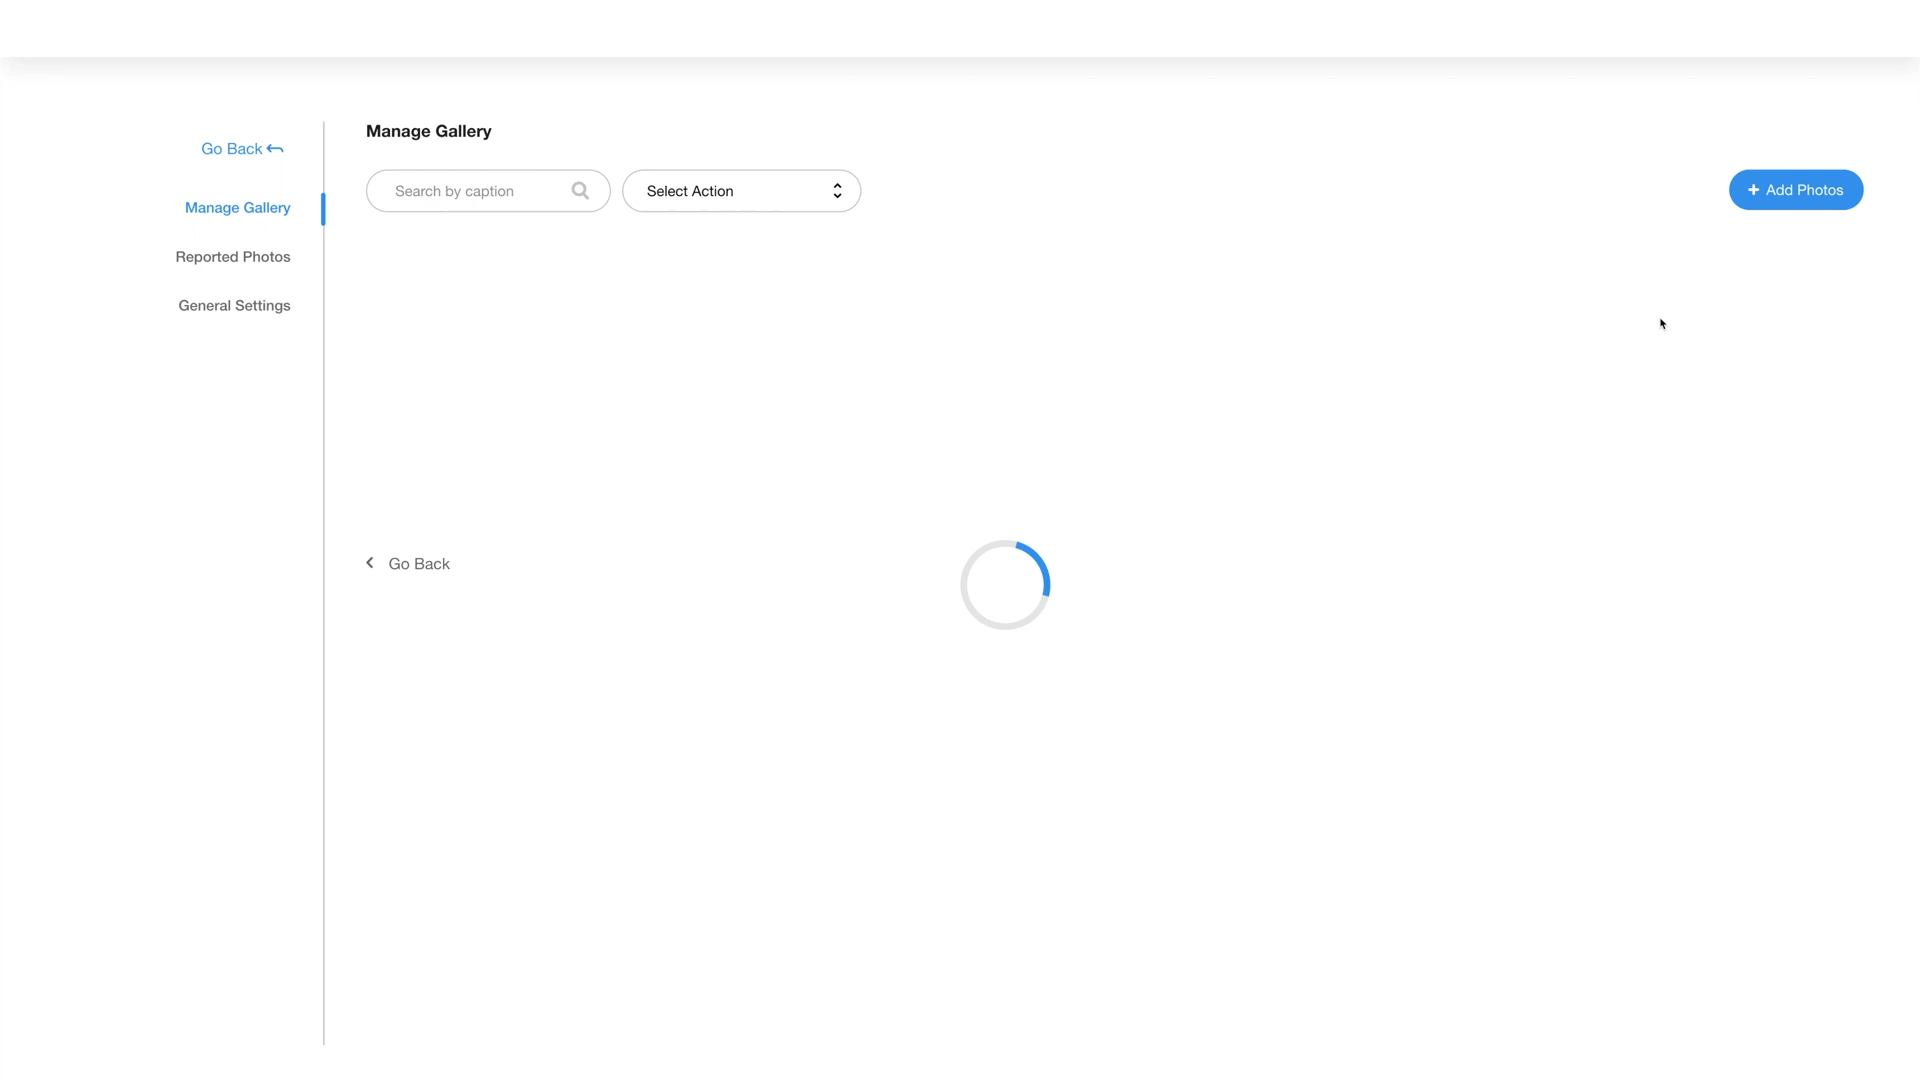 Go Back
Manage Gallery
Reported Photos
General Settings
Manage Gallery
Search by caption
Select Action
+ Add Photos
Go Back